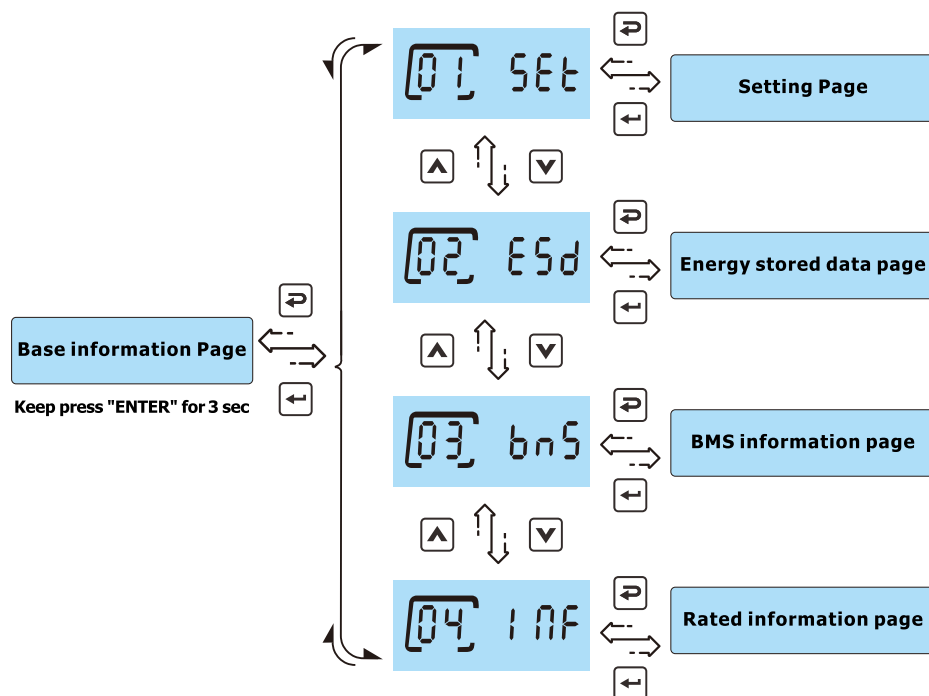 01 SEt
Setting Page
02 ESd
Energy stored data page
Base information Page
Keep press "ENTER" for 3 sec
03 bnS
BMS information page
04 INF
Rated information page